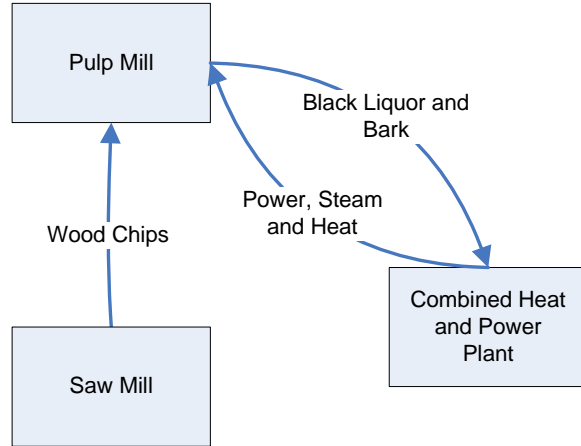 Pulp Mill
Black Liquor and
Bark
Power, Steam
and Heat
Wood Chips
Combined Heat
and Power
Plant
Saw Mill